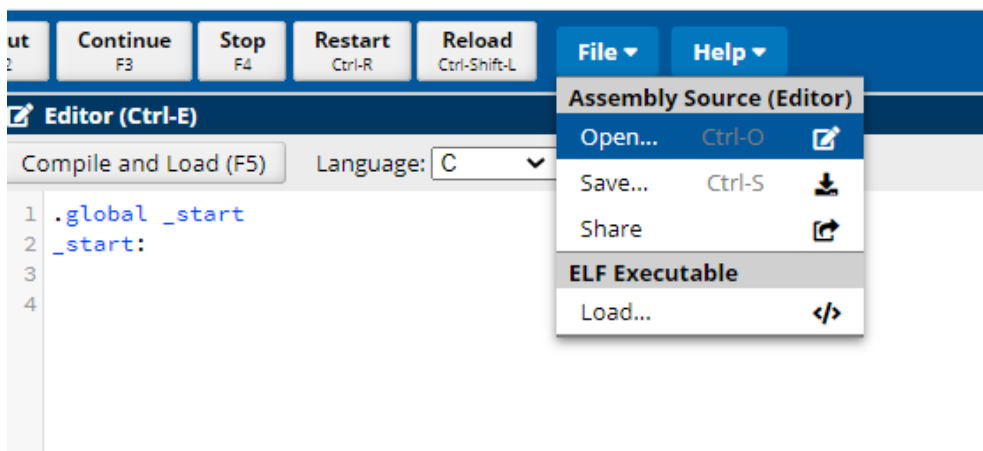 ut Continue Stop Restart Reload File Help
2 F3 F4 Ctrl-R Ctrl-Shift-L
Assembly Source (Editor)
Editor (Ctrl-E)
Open... Ctrl-O
Compile and Load (F5) Language: C
Save... Ctrl-S
1 .global _start
Share
2 _start:
3
ELF Executable
4
Load... </>